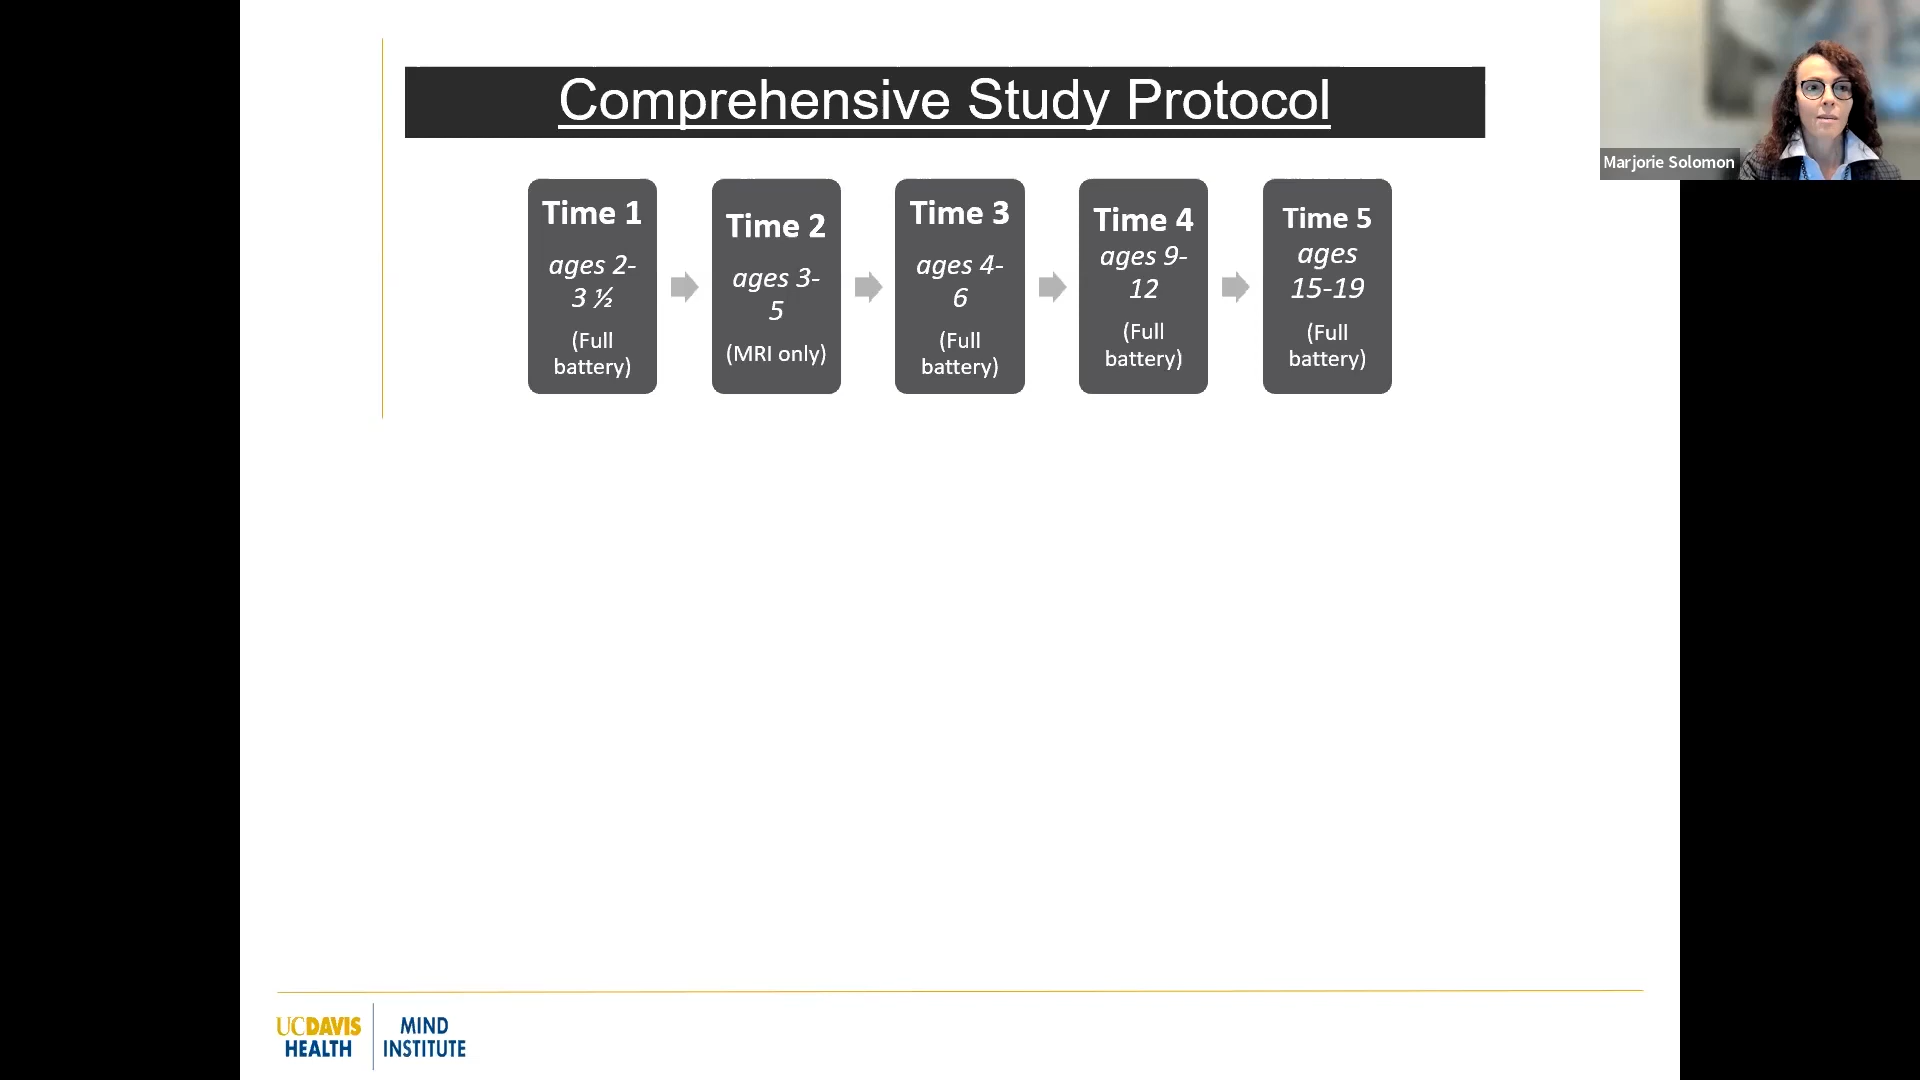 Comprehensive Study Protocol
Marjorie Solomon
Time 1
ages 2-
3 ½
(Full
battery)
Time 2
ages 3-
5
(MRI only)
Time 3
ages 4-
6
(Full
battery)
Time 4
ages 9-
12
(Full
battery)
Time 5
ages
15-19
(Full
battery)
UCDAVIS
HEALTH
MIND
INSTITUTE